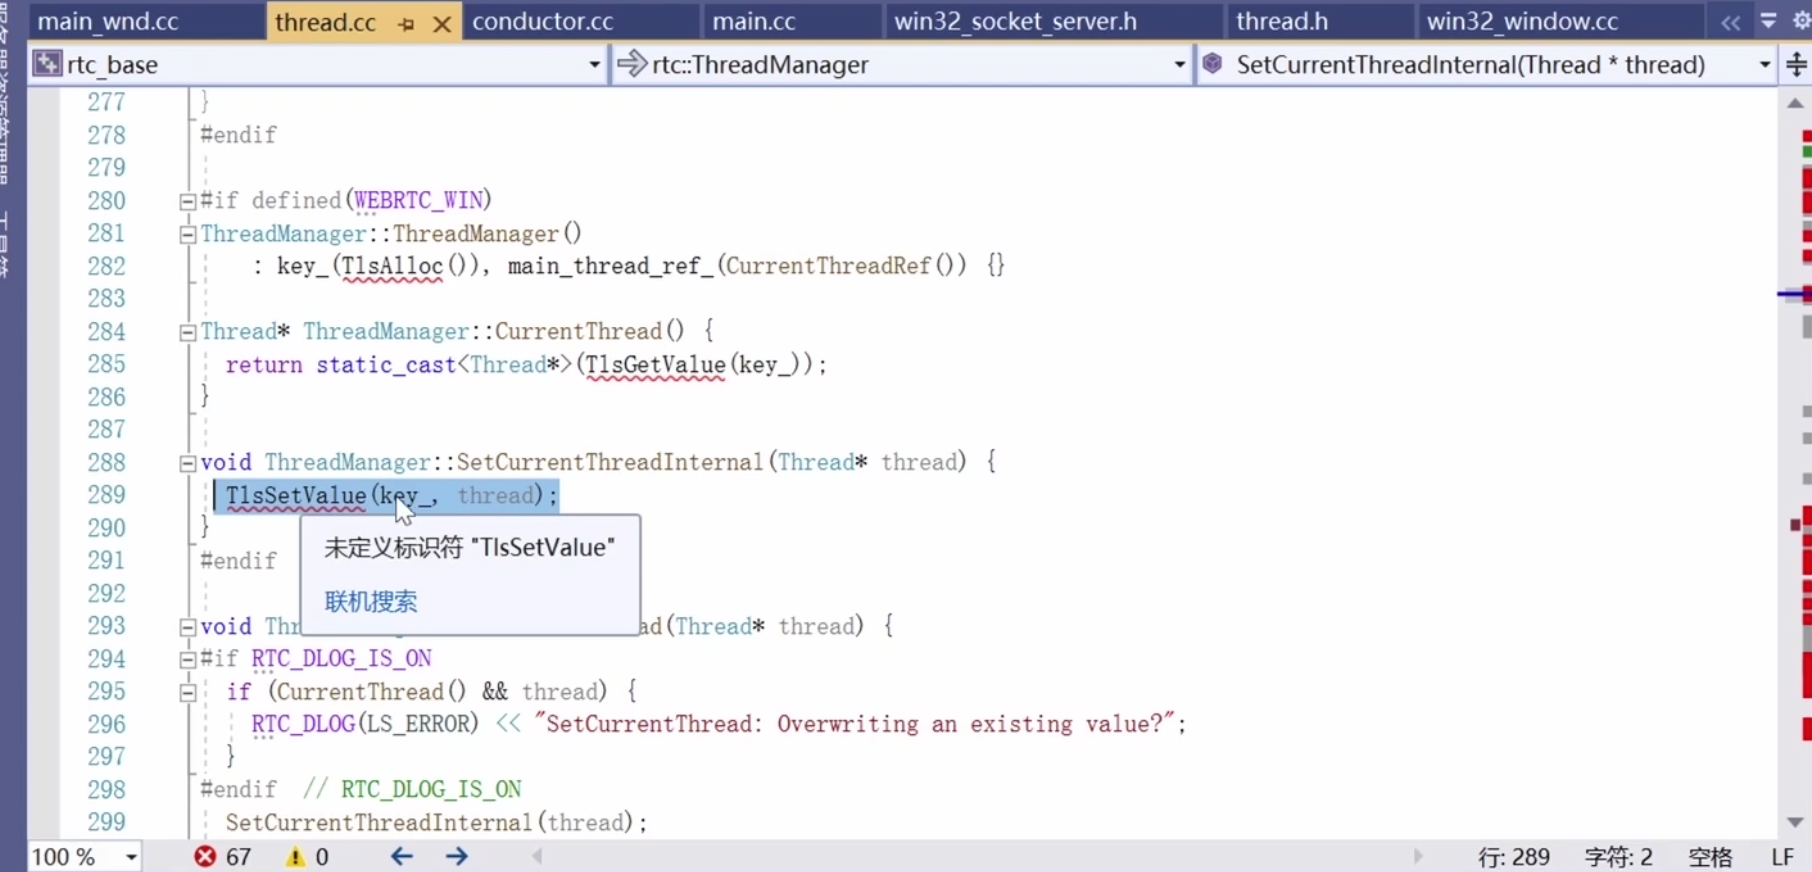 main_wnd.cc thread.cc conductor.cc main.cc win32_socket_server.h thread.h win32_window.cc
rtc_base rtc::ThreadManager SetCurrentThreadInternal(Thread * thread)
277 }
278 #endif
279
280 #if defined(WEBRTC_WIN)
281 ThreadManager::ThreadManager()
282 : key_(TlsAlloc()), main_thread_ref_(CurrentThreadRef()) {}
283
284 Thread* ThreadManager::CurrentThread() {
285 return static_cast<Thread*>(TlsGetValue(key_));
286 }
287
288 void ThreadManager::SetCurrentThreadInternal(Thread* thread) {
289 TlsSetValue(key_, thread);
290 }
未定义标识符 "TlsSetValue"
291 #endif
292
联机搜索
293 void Thr ad(Thread* thread) {
294 #if RTC_DLOG_IS_ON
295 if (CurrentThread() && thread) {
296 RTC_DLOG(LS_ERROR) << "SetCurrentThread: Overwriting an existing value?";
297 }
298 #endif // RTC_DLOG_IS_ON
299 SetCurrentThreadInternal(thread);
100 % 67 0 行: 289 字符: 2 空格 LF